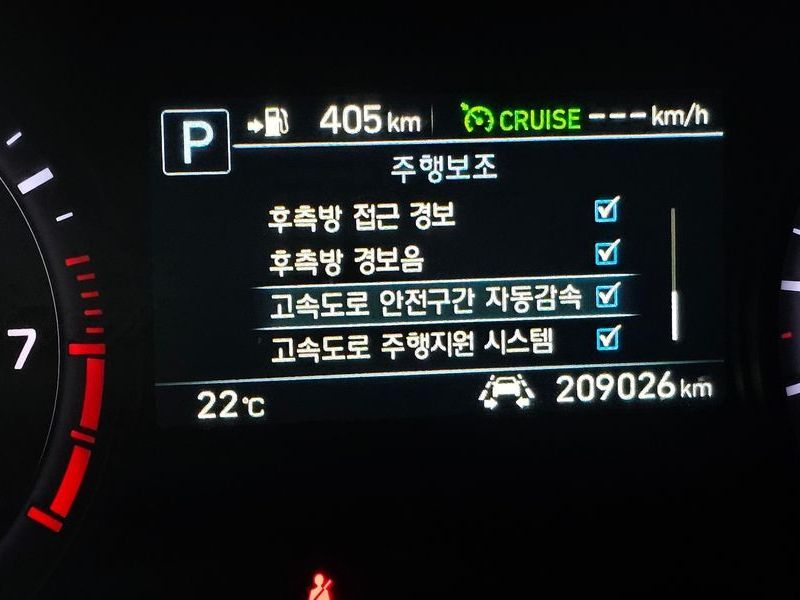 P 405 km CRUISE ---km/h
주행보조
후측방 접근 경보
후측방 경보음
고속도로 안전구간 자동감속
고속도로 주행지원 시스템
7
22°C 209026 km